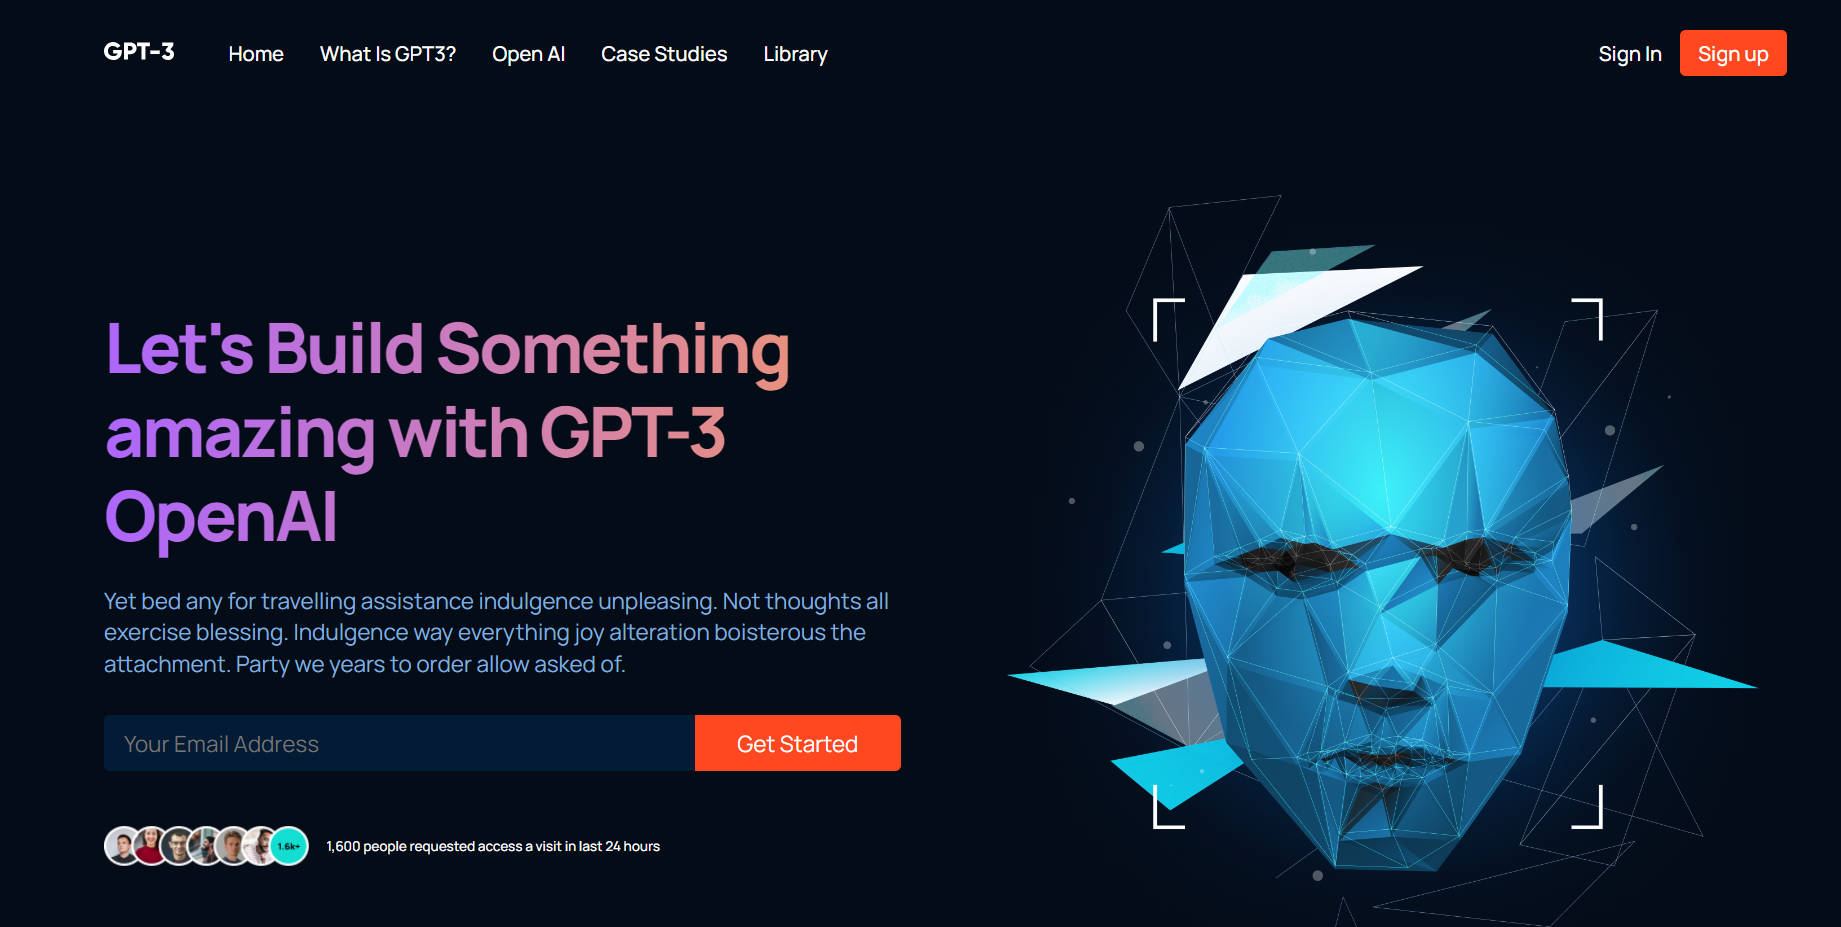 GPT-3
Home
What Is GPT3?
Open AI
Case Studies
Library
Sign In
Sign up
Let's Build Something
amazing with GPT-3
OpenAI
Yet bed any for travelling assistance indulgence unpleasing. Not thoughts all
exercise blessing. Indulgence way everything joy alteration boisterous the
attachment. Party we years to order allow asked of.
Your Email Address
Get Started
1.6k+
1,600 people requested access a visit in last 24 hours